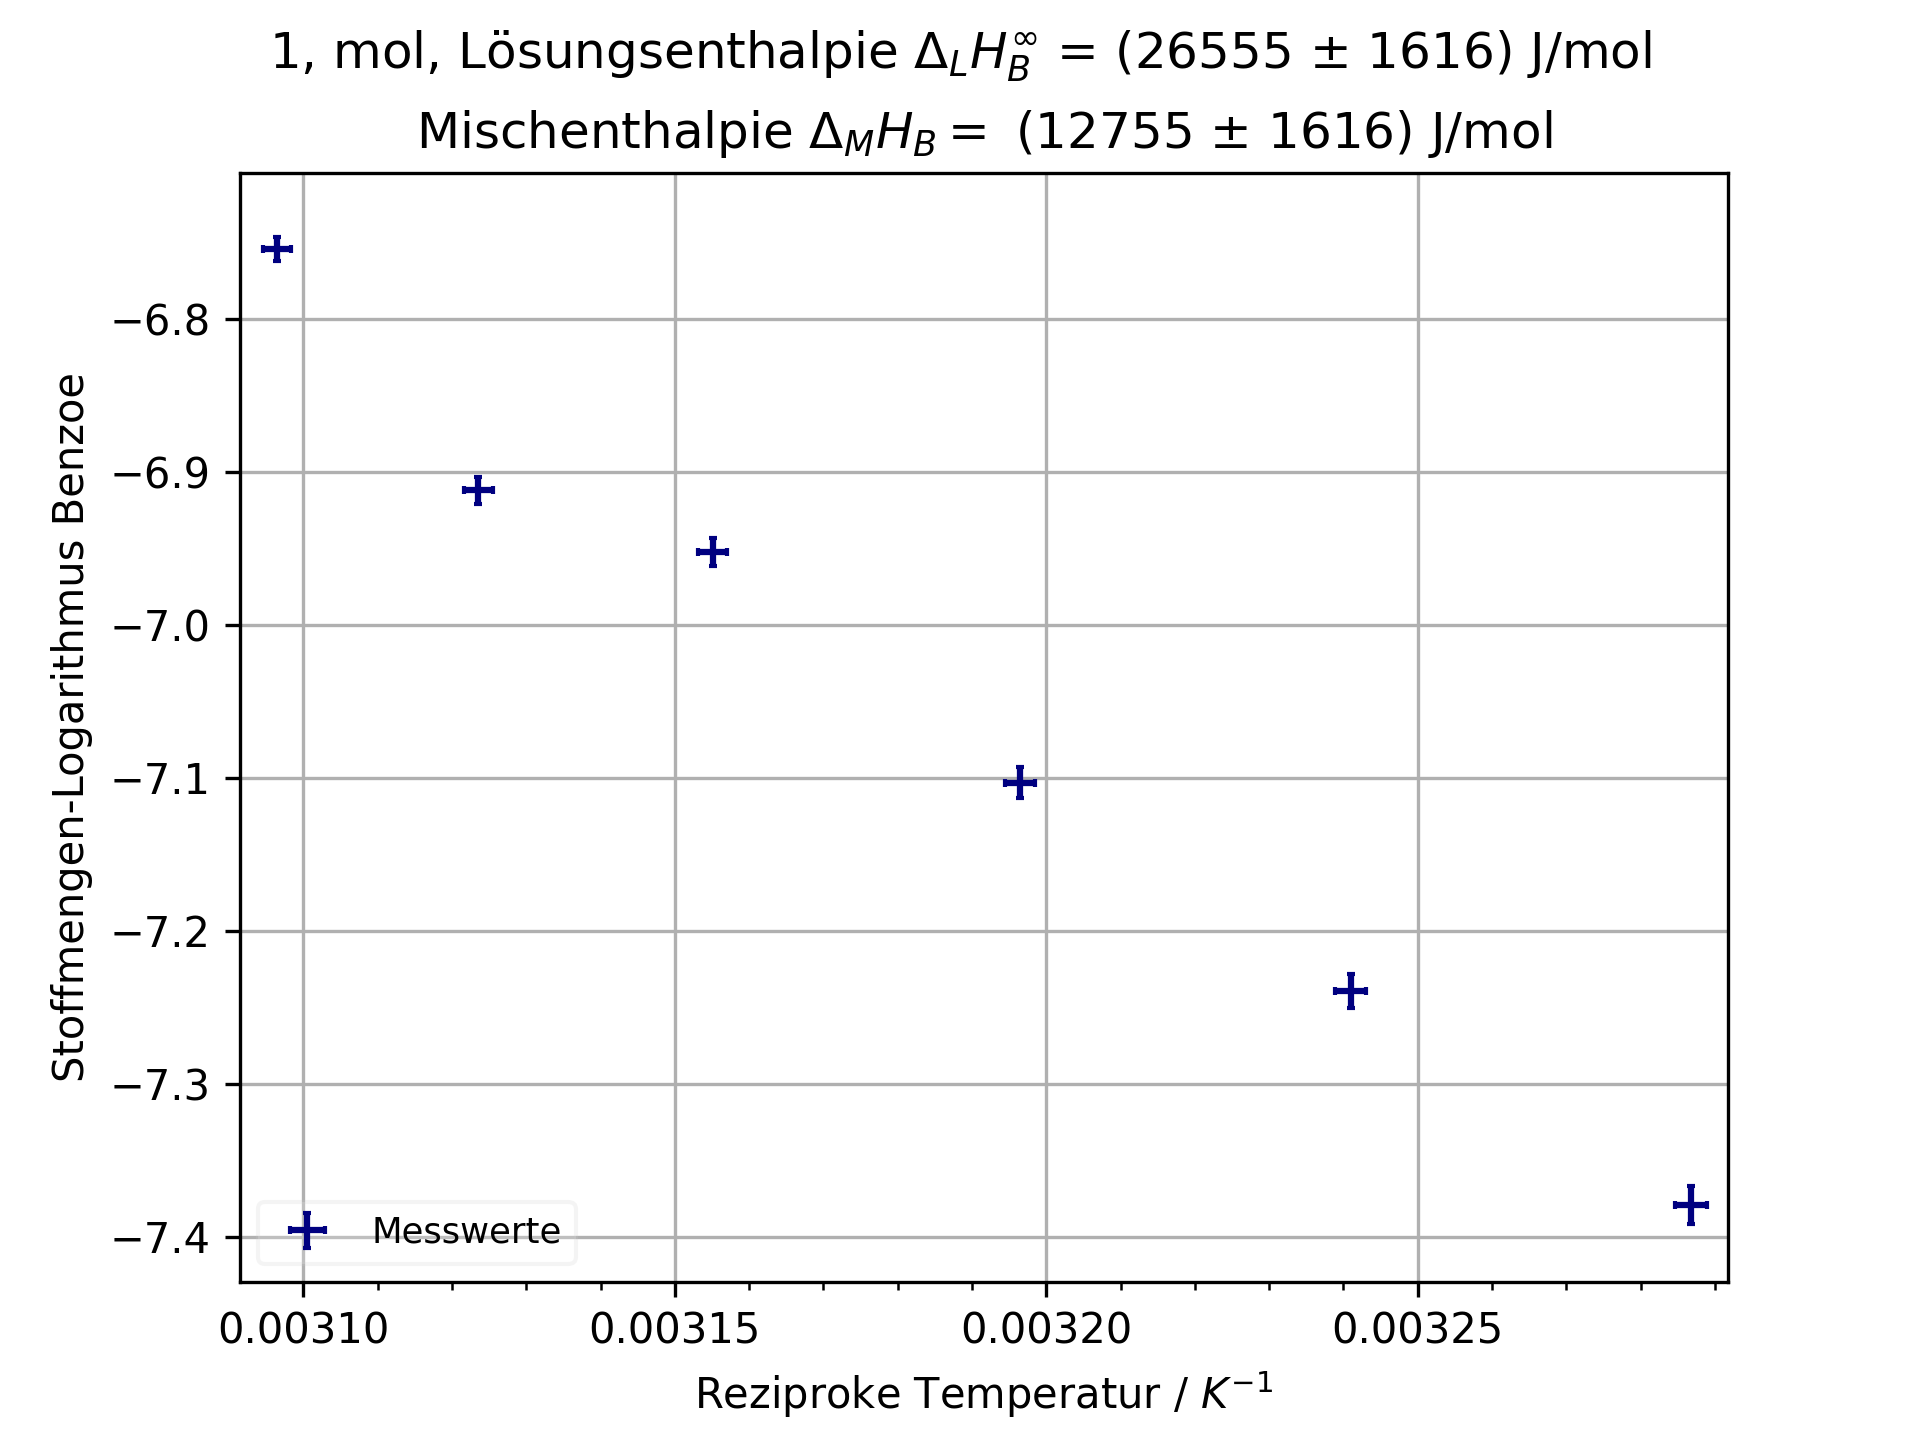 1, mol, Lösungsenthalpie Δ_L H_B^∞ = (26555 ± 1616) J/mol
Mischenthalpie Δ_M H_B = (12755 ± 1616) J/mol
Stoffmengen-Logarithmus Benzoe
−6.8
−6.9
−7.0
−7.1
−7.2
−7.3
−7.4
Messwerte
0.00310 0.00315 0.00320 0.00325
Reziproke Temperatur / K⁻¹